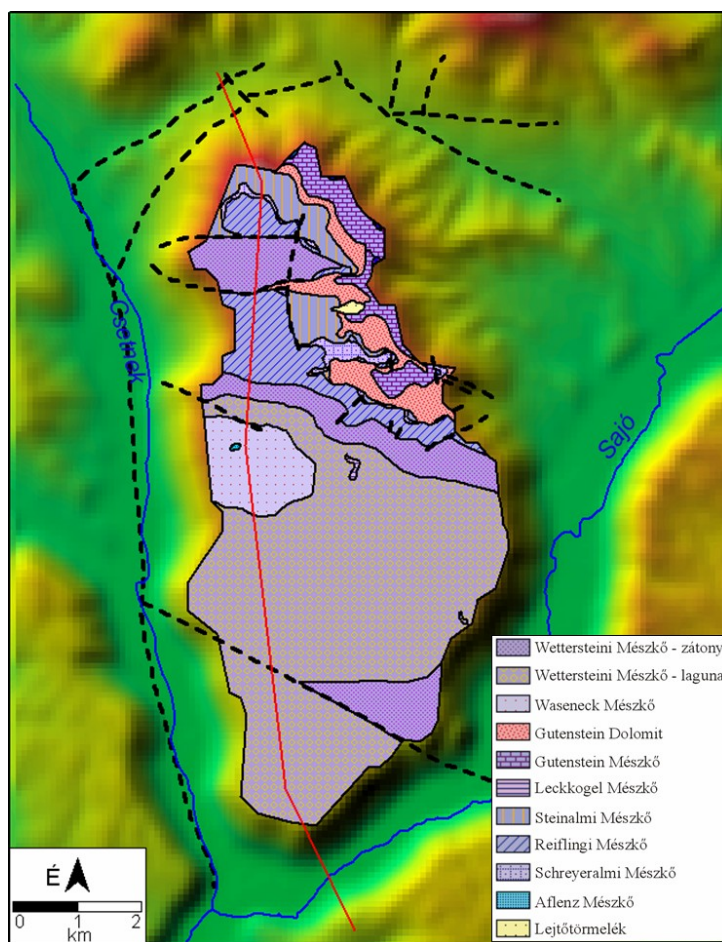 Csetnek
Sajó
Wettersteini Mészkő - zátony
Wettersteini Mészkő - laguna
Waseneck Mészkő
Gutenstein Dolomit
Gutenstein Mészkő
Leckkogel Mészkő
Steinalmi Mészkő
Reiflingi Mészkő
Schreyeralmi Mészkő
Aflenz Mészkő
Lejtőtörmelék
É
0 1 2
km